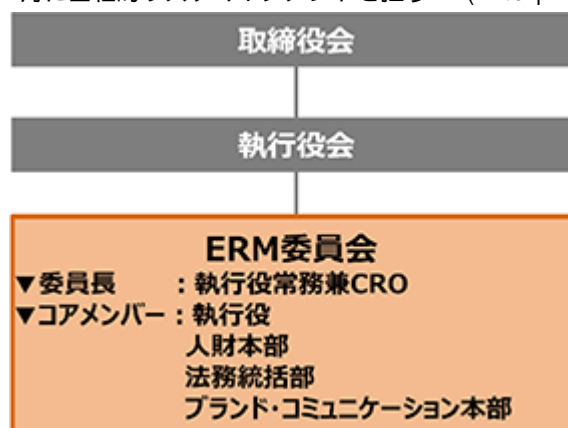 取締役会
執行役会
ERM委員会
▼委員長　：執行役常務兼CRO
▼コアメンバー：執行役
人財本部
法務統括部
ブランド・コミュニケーション本部